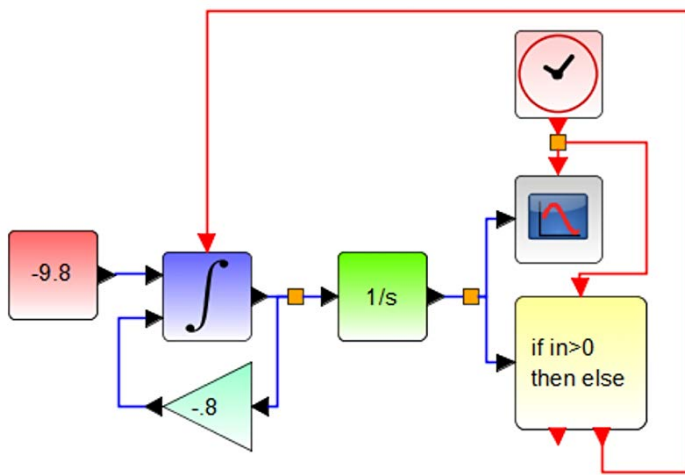 -9.8
∫
1/s
-.8
if in>0
then else